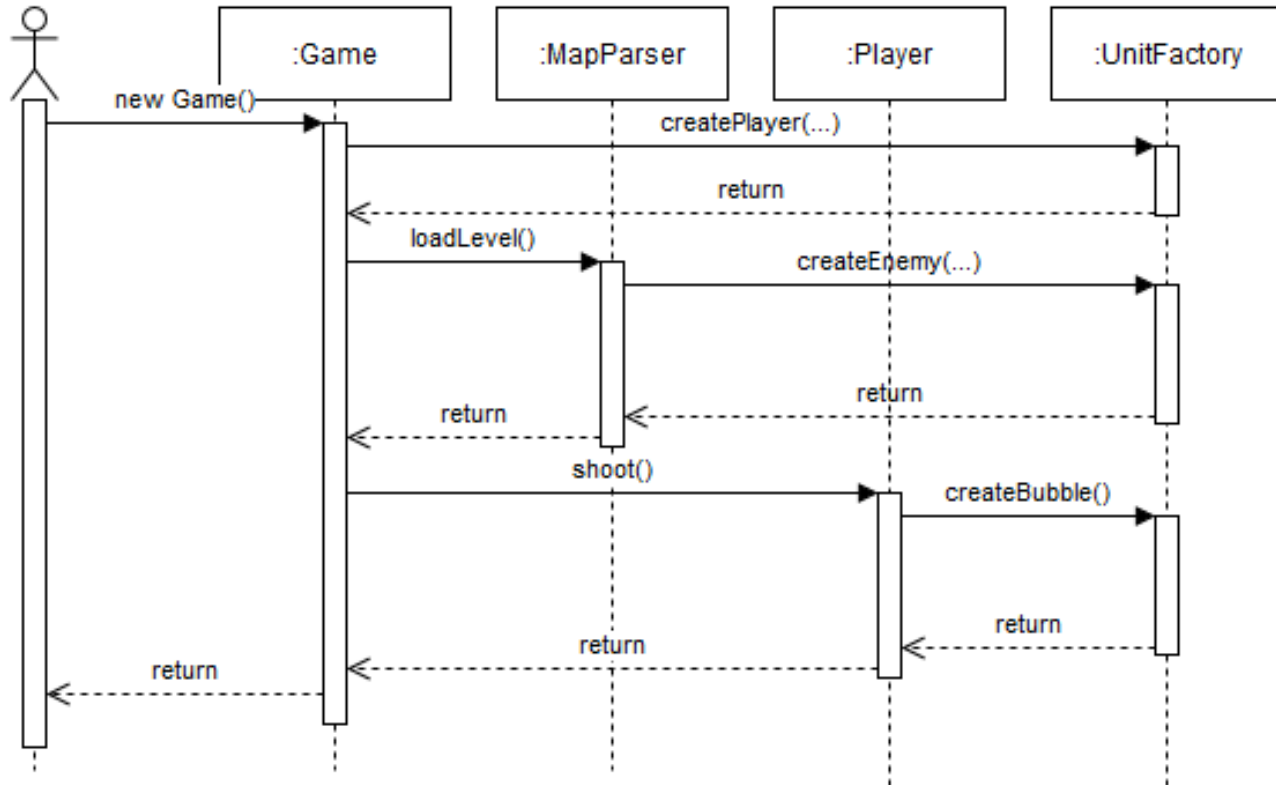 :Game
:MapParser
:Player
:UnitFactory
new Game()
createPlayer(...)
return
loadLevel()
createEnemy(...)
return
return
shoot()
createBubble()
return
return
return